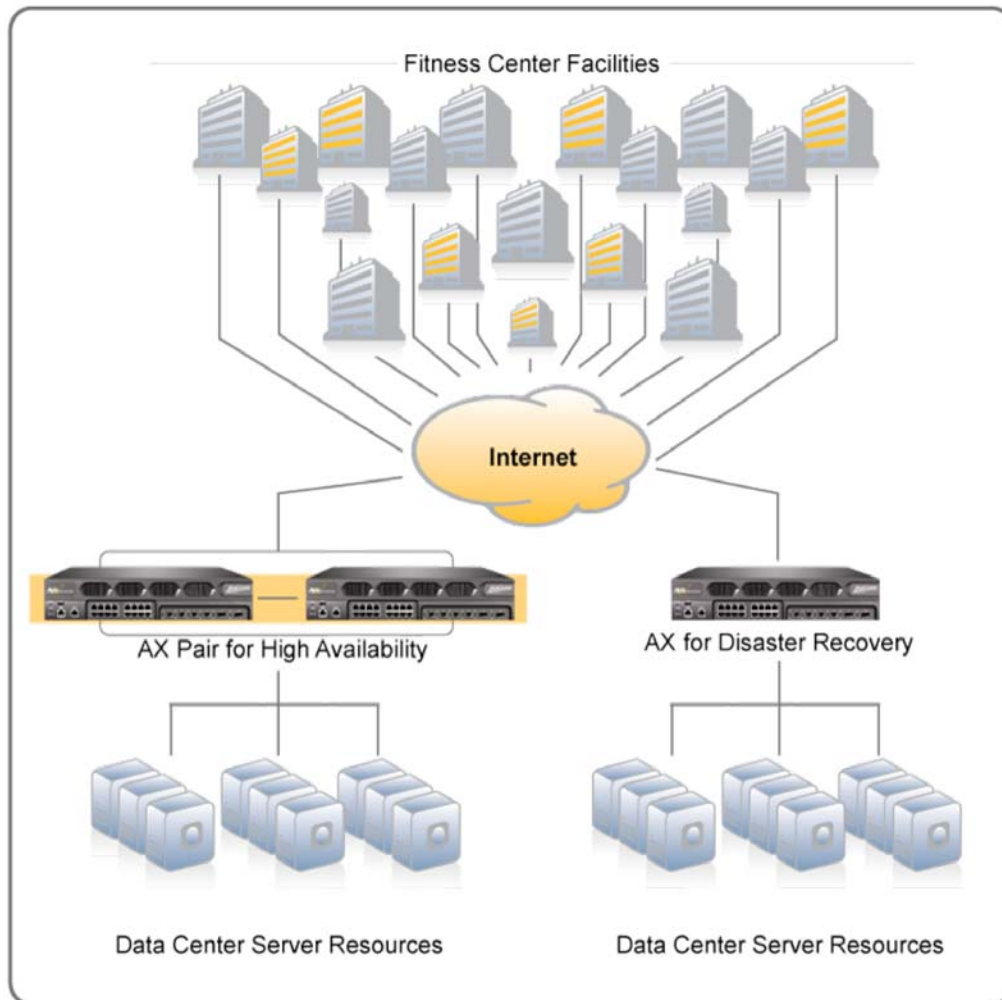 Fitness Center Facilities
Internet
AX Pair for High Availability
AX for Disaster Recovery
Data Center Server Resources
Data Center Server Resources